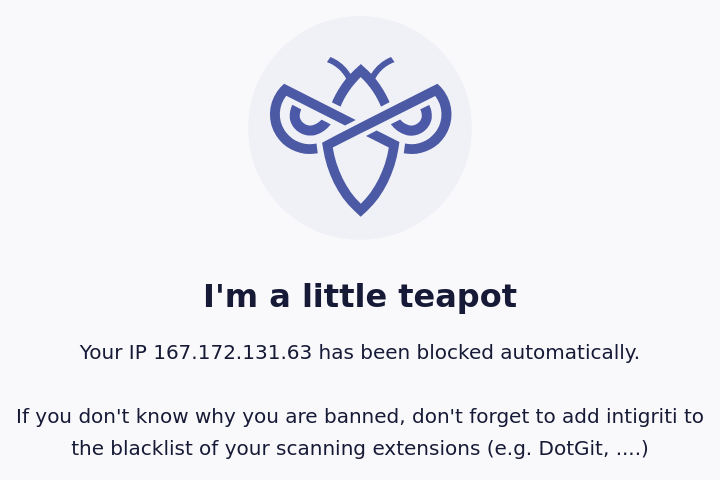 I'm a little teapot
Your IP 167.172.131.63 has been blocked automatically.
If you don't know why you are banned, don't forget to add intigriti to
the blacklist of your scanning extensions (e.g. DotGit, ....)